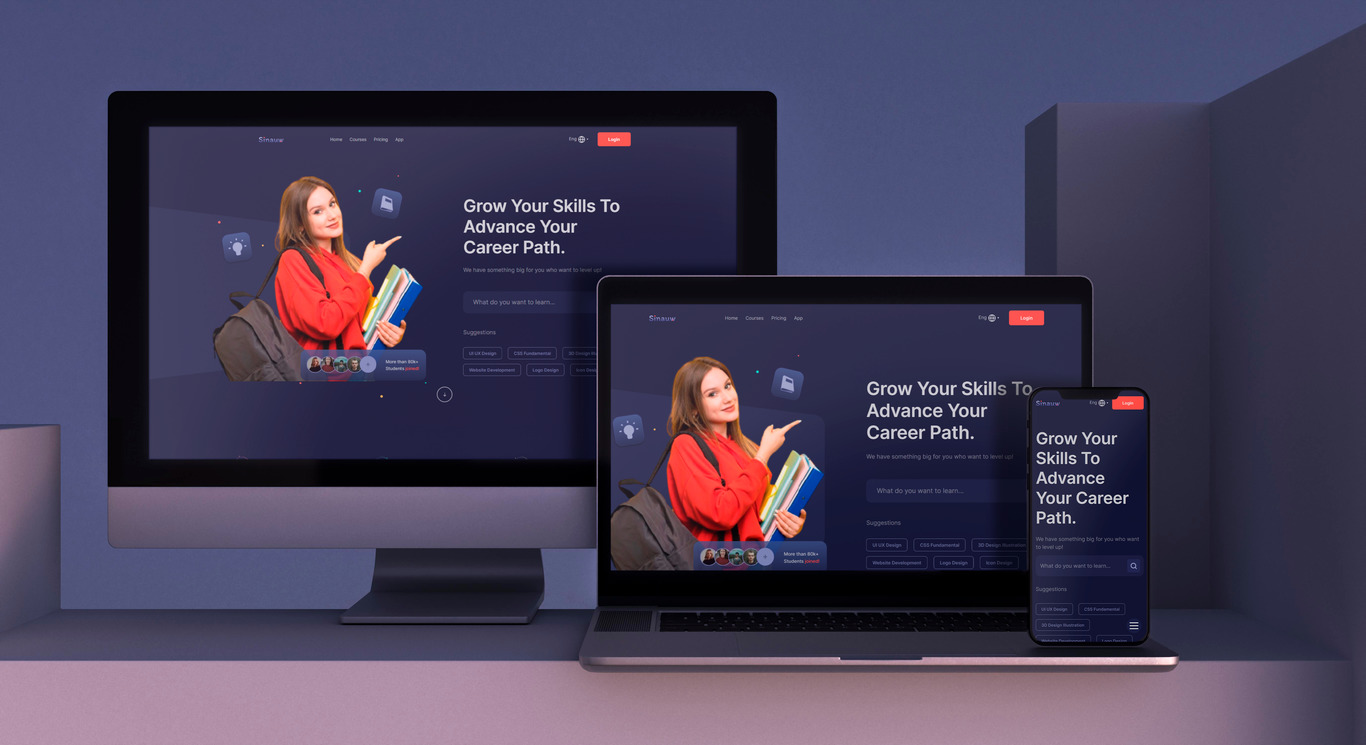 Sinauw
Home Courses Pricing App
Eng
Login
Grow Your Skills To
Advance Your
Career Path.
We have something big for you who want to level up!
What do you want to learn...
Suggestions
UI UX Design CSS Fundamental 3D Design
Website Development Logo Design Icon
More than 80k+
Students joined!
Sinauw
Home Courses Pricing App
Eng
Login
Grow Your Skills To
Advance Your
Career Path.
We have something big for you who want to level up!
What do you want to learn...
Suggestions
UI UX Design CSS Fundamental 3D Design Illustration
Website Development Logo Design Icon Design
More than 80k+
Students joined!
Sinauw
Eng
Login
Grow Your
Skills To
Advance
Your Career
Path.
We have something big for you who want
to level up!
What do you want to learn...
Suggestions
UI UX Design CSS Fundamental
3D Design Illustration
Website Development Logo Design